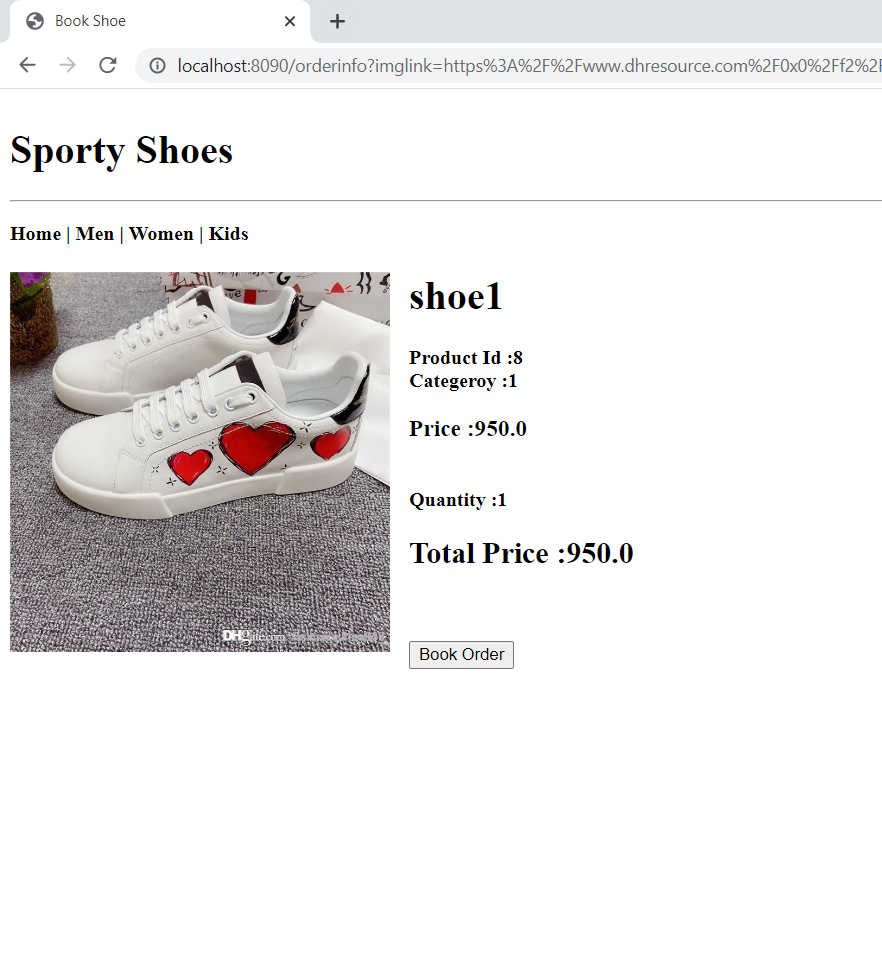 Book Shoe
localhost:8090/orderinfo?imglink=https%3A%2F%2Fwww.dhresource.com%2F0x0%2Ff2%2F
Sporty Shoes
Home | Men | Women | Kids
shoe1
Product Id :8
Categeroy :1
Price :950.0
Quantity :1
Total Price :950.0
DHgate.com
Book Order